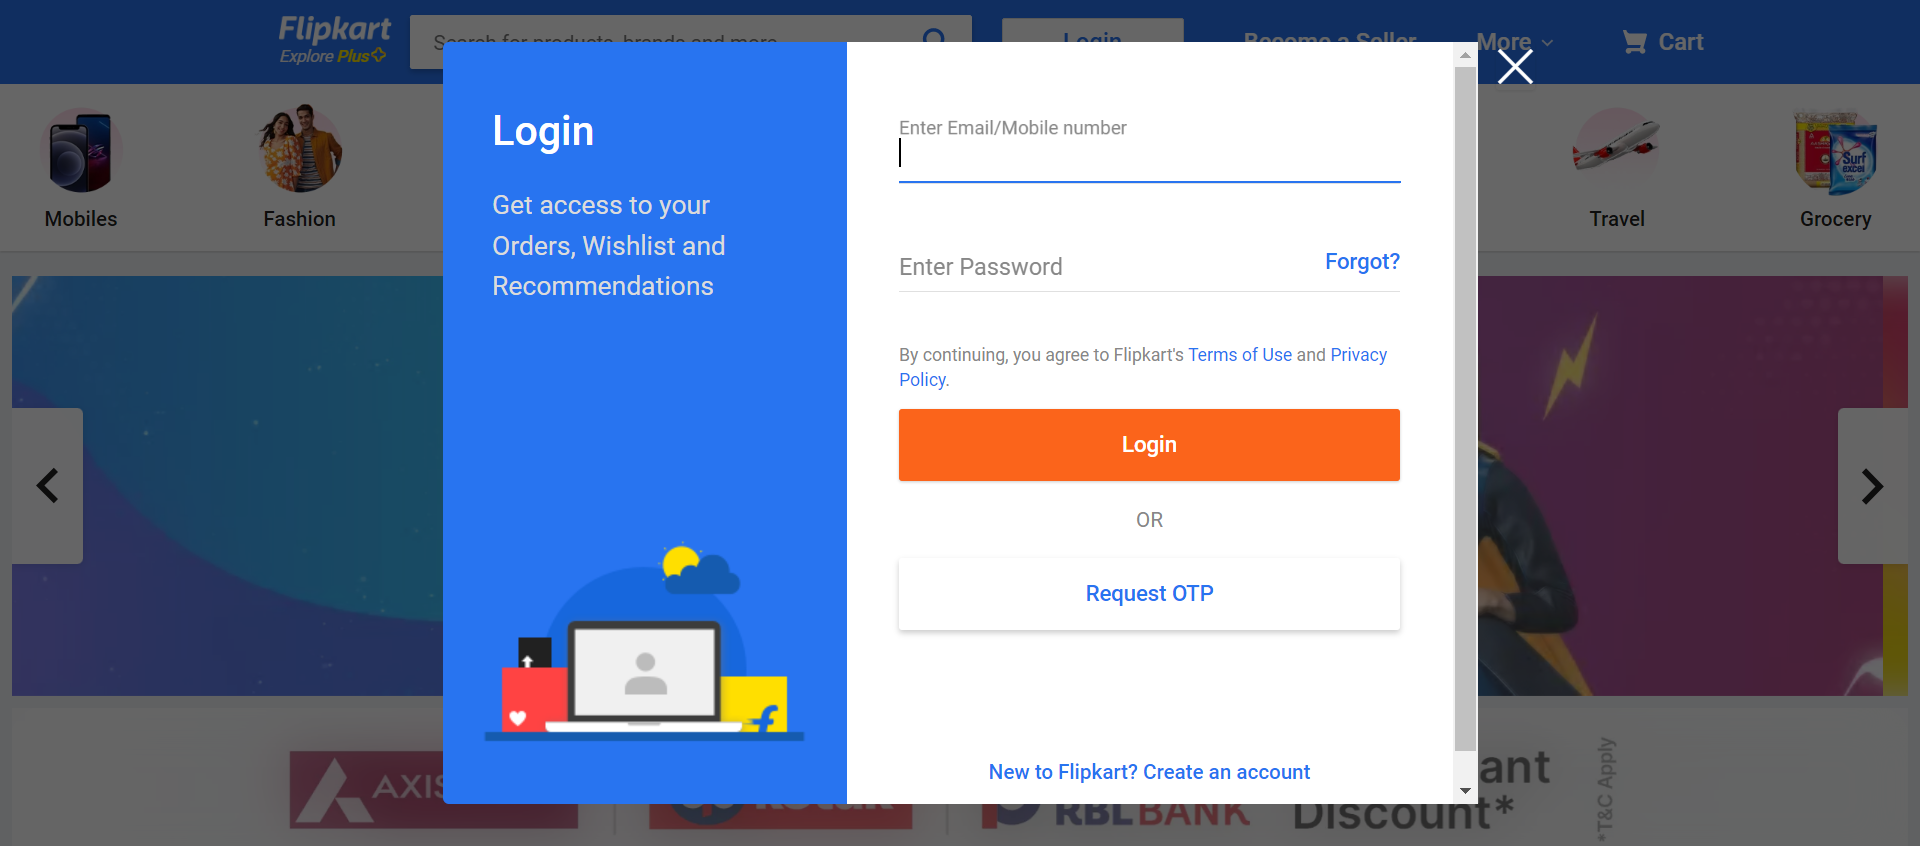 Flipkart
Explore Plus
Search for products, brands and more
Login
Become a Seller
More
Cart
Mobiles
Fashion
Travel
Grocery
Surf
excel
Login
Get access to your
Orders, Wishlist and
Recommendations
Enter Email/Mobile number
Enter Password
Forgot?
By continuing, you agree to Flipkart's Terms of Use and Privacy
Policy.
Login
OR
Request OTP
New to Flipkart? Create an account
AXIS
kotak
RBL BANK
ant
Discount*
*T&C Apply